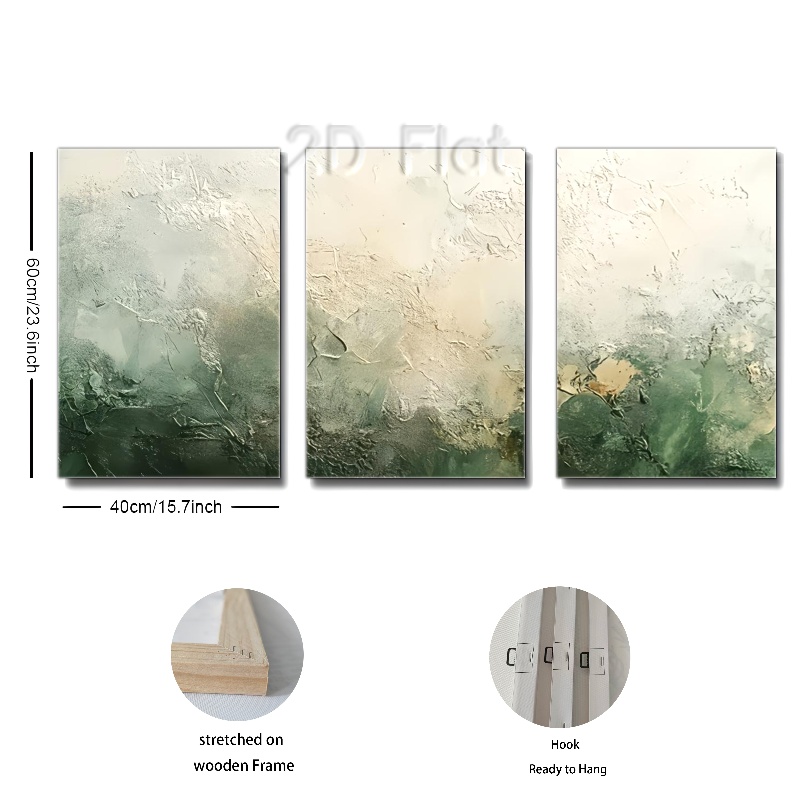 2D Flat
60cm/23.6inch
40cm/15.7inch
stretched on
wooden Frame
Hook
Ready to Hang